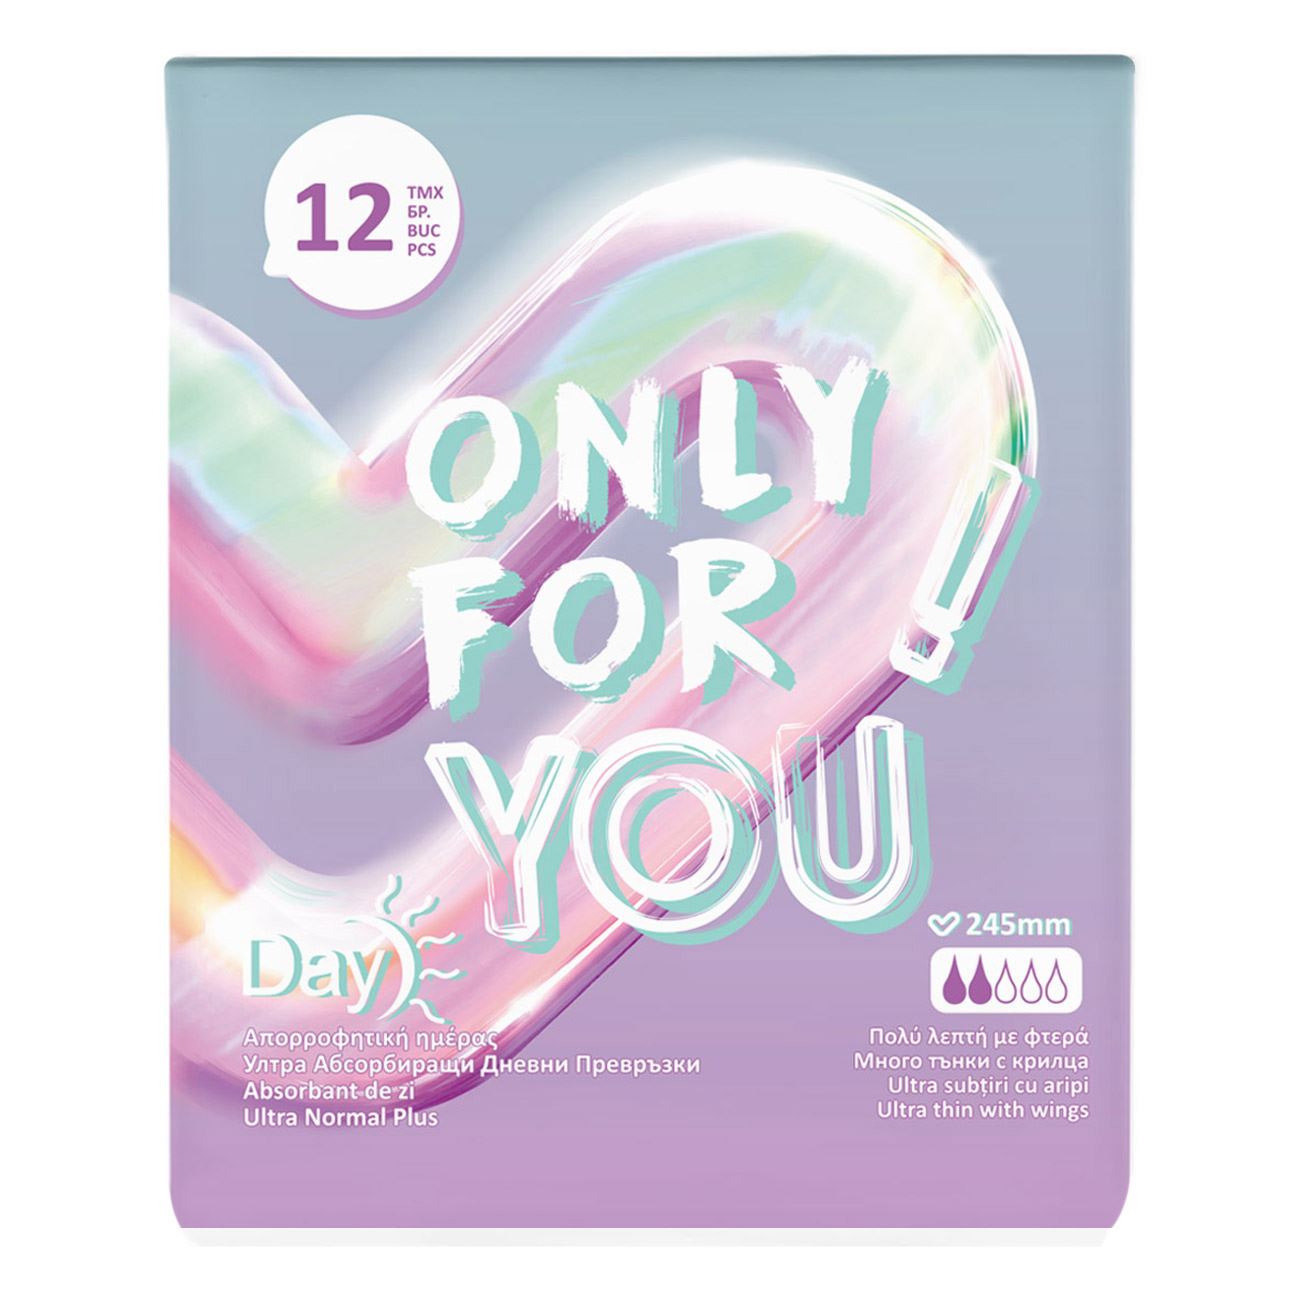 12
ΤΜΧ
БР.
BUC
PCS
ONLY
FOR
YOU!
Day
245mm
Απορροφητική ημέρας
Ултра Абсорбиращи Дневни Превръзки
Absorbant de zi
Ultra Normal Plus
Πολύ λεπτή με φτερά
Много тънки с крилца
Ultra subțiri cu aripi
Ultra thin with wings